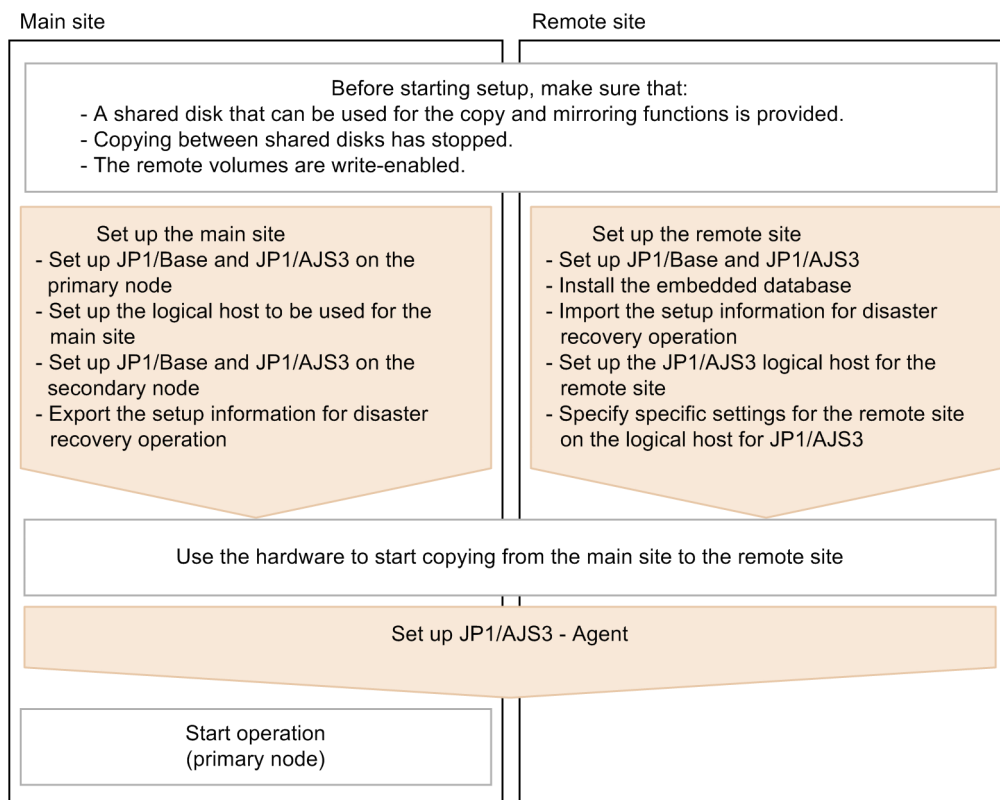 Main site
Remote site
Before starting setup, make sure that:
- A shared disk that can be used for the copy and mirroring functions is provided.
- Copying between shared disks has stopped.
- The remote volumes are write-enabled.
Set up the main site
- Set up JP1/Base and JP1/AJS3 on the
primary node
- Set up the logical host to be used for the
main site
- Set up JP1/Base and JP1/AJS3 on the
secondary node
- Export the setup information for disaster
recovery operation
Set up the remote site
- Set up JP1/Base and JP1/AJS3
- Install the embedded database
- Import the setup information for disaster
recovery operation
- Set up the JP1/AJS3 logical host for the
remote site
- Specify specific settings for the remote site
on the logical host for JP1/AJS3
Use the hardware to start copying from the main site to the remote site
Set up JP1/AJS3 - Agent
Start operation
(primary node)